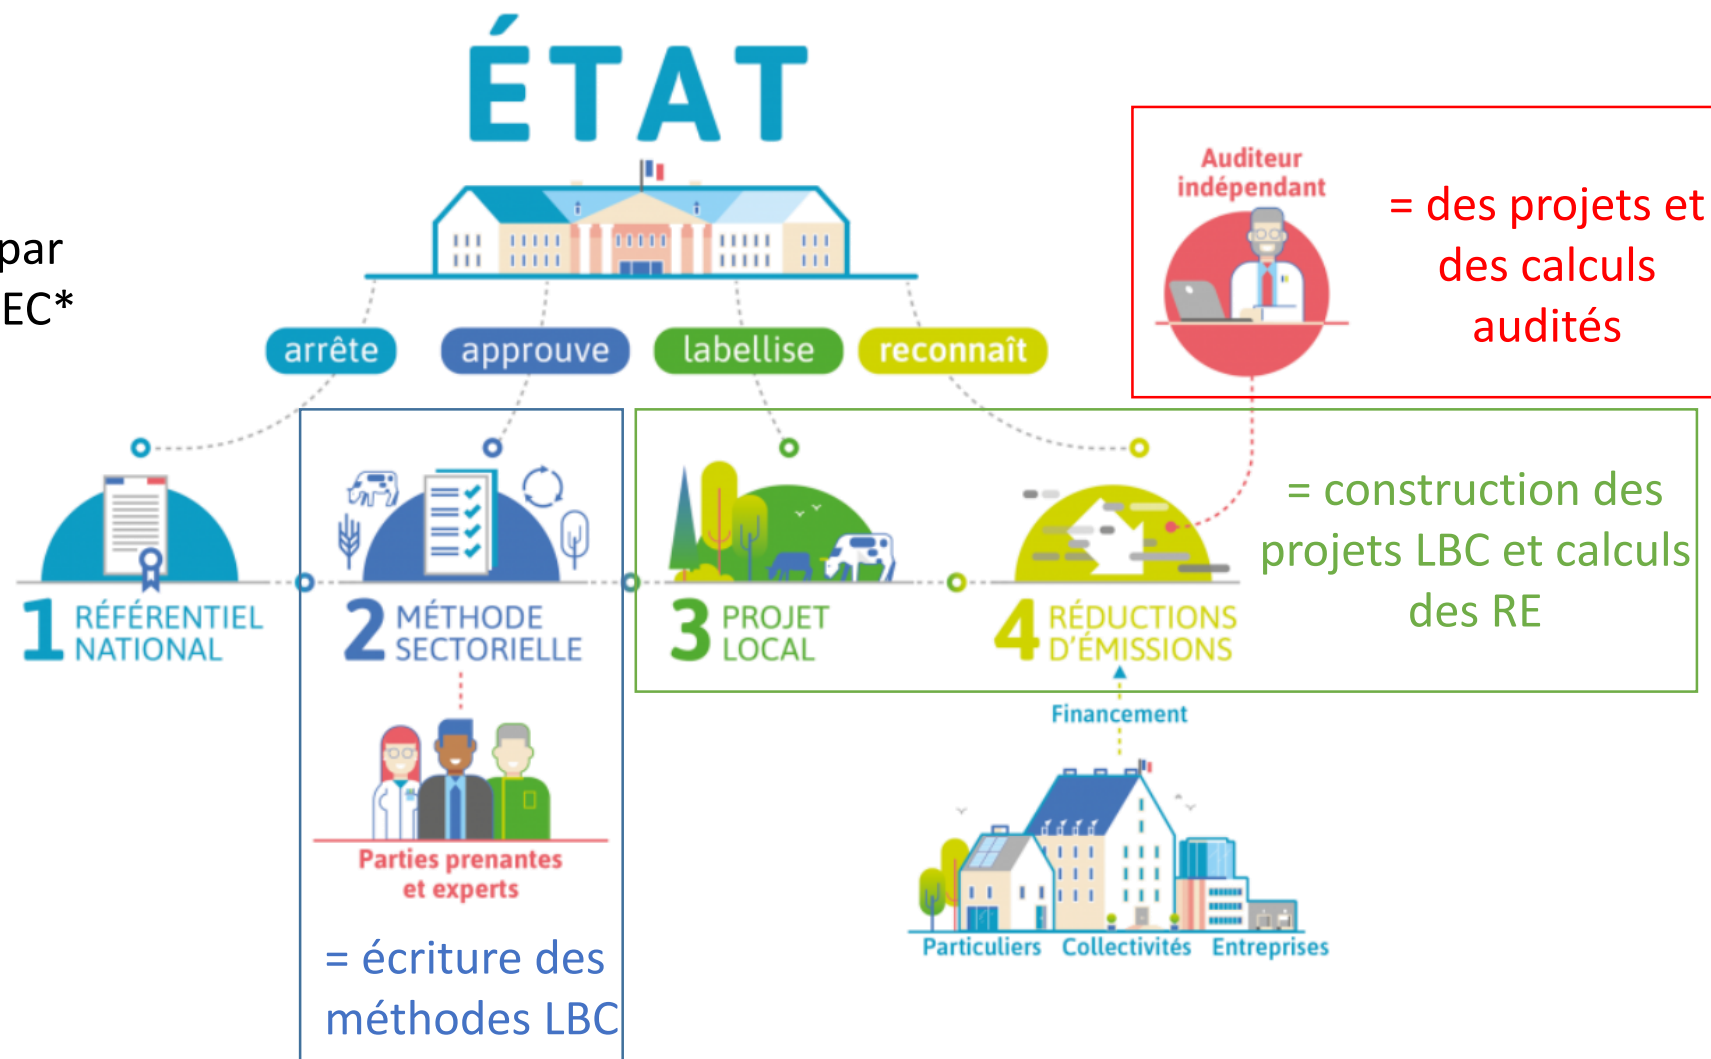 ÉTAT
par
EC*
arrête
approuve
labellise
reconnaît
Auditeur
indépendant
= des projets et
des calculs
audités
1 RÉFÉRENTIEL
NATIONAL
2 MÉTHODE
SECTORIELLE
3 PROJET
LOCAL
4 RÉDUCTIONS
D'ÉMISSIONS
= construction des
projets LBC et calculs
des RE
Parties prenantes
et experts
= écriture des
méthodes LBC
Financement
Particuliers
Collectivités
Entreprises